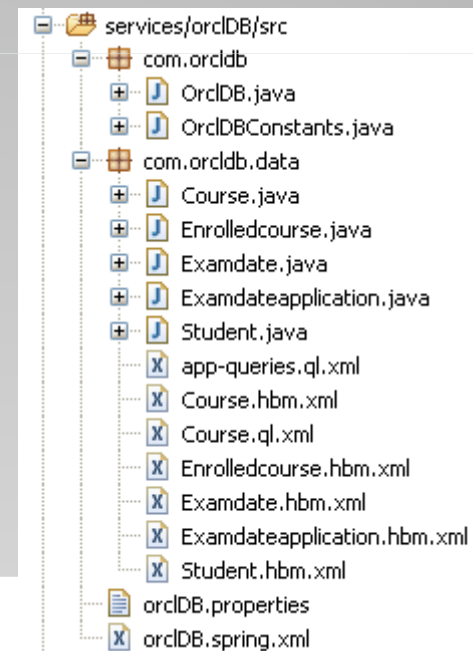 services/orclDB/src
com.orcldb
OrclDB.java
OrclDBConstants.java
com.orcldb.data
Course.java
Enrolledcourse.java
Examdate.java
Examdateapplication.java
Student.java
app-queries.ql.xml
Course.hbm.xml
Course.ql.xml
Enrolledcourse.hbm.xml
Examdate.hbm.xml
Examdateapplication.hbm.xml
Student.hbm.xml
orclDB.properties
orclDB.spring.xml